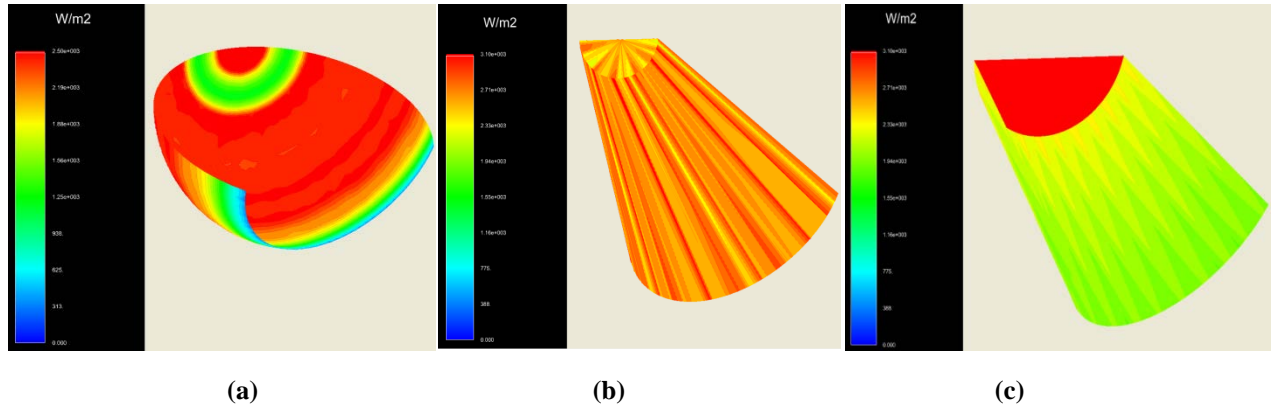 W/m2
2.50e+003
2.19e+003
1.88e+003
1.56e+003
1.25e+003
938.
625.
313.
0.000
W/m2
3.10e+003
2.71e+003
2.33e+003
1.94e+003
1.55e+003
1.16e+003
775.
388.
0.000
W/m2
3.10e+003
2.71e+003
2.33e+003
1.94e+003
1.55e+003
1.16e+003
775.
388.
0.000
(a)
(b)
(c)